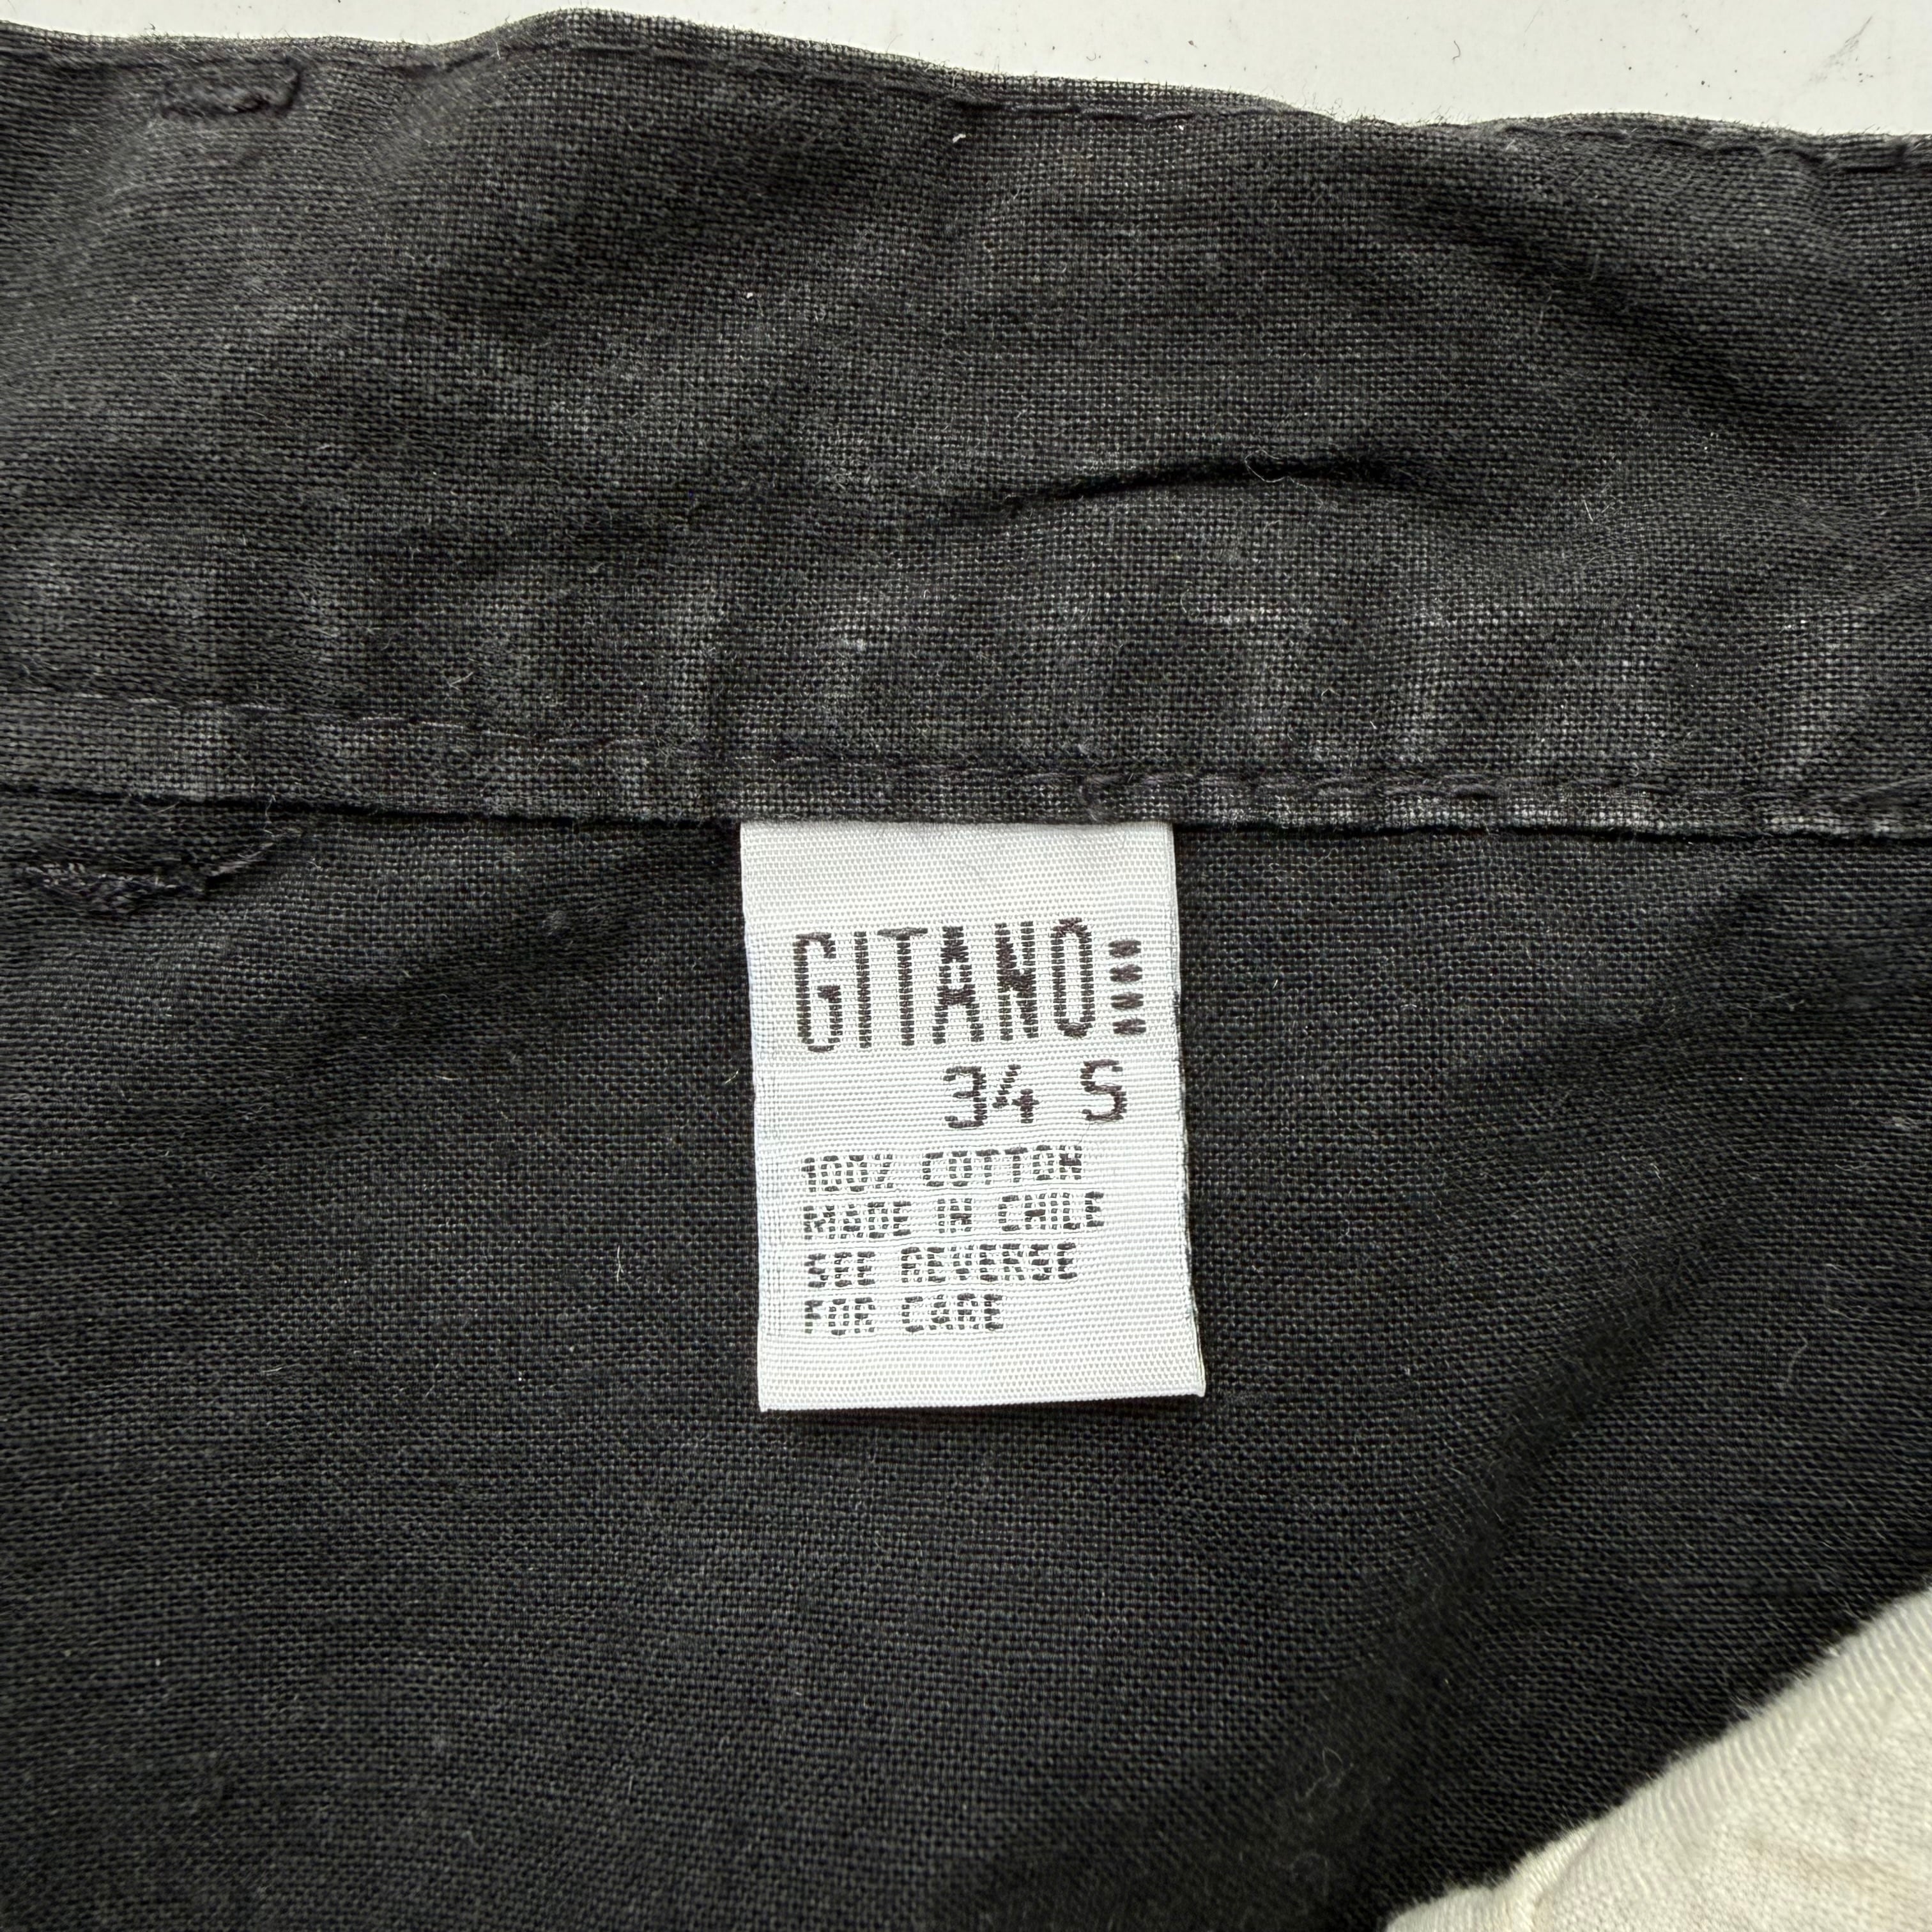 GITANO
34 S
100% COTTON
MADE IN CHILE
SEE REVERSE
FOR CARE